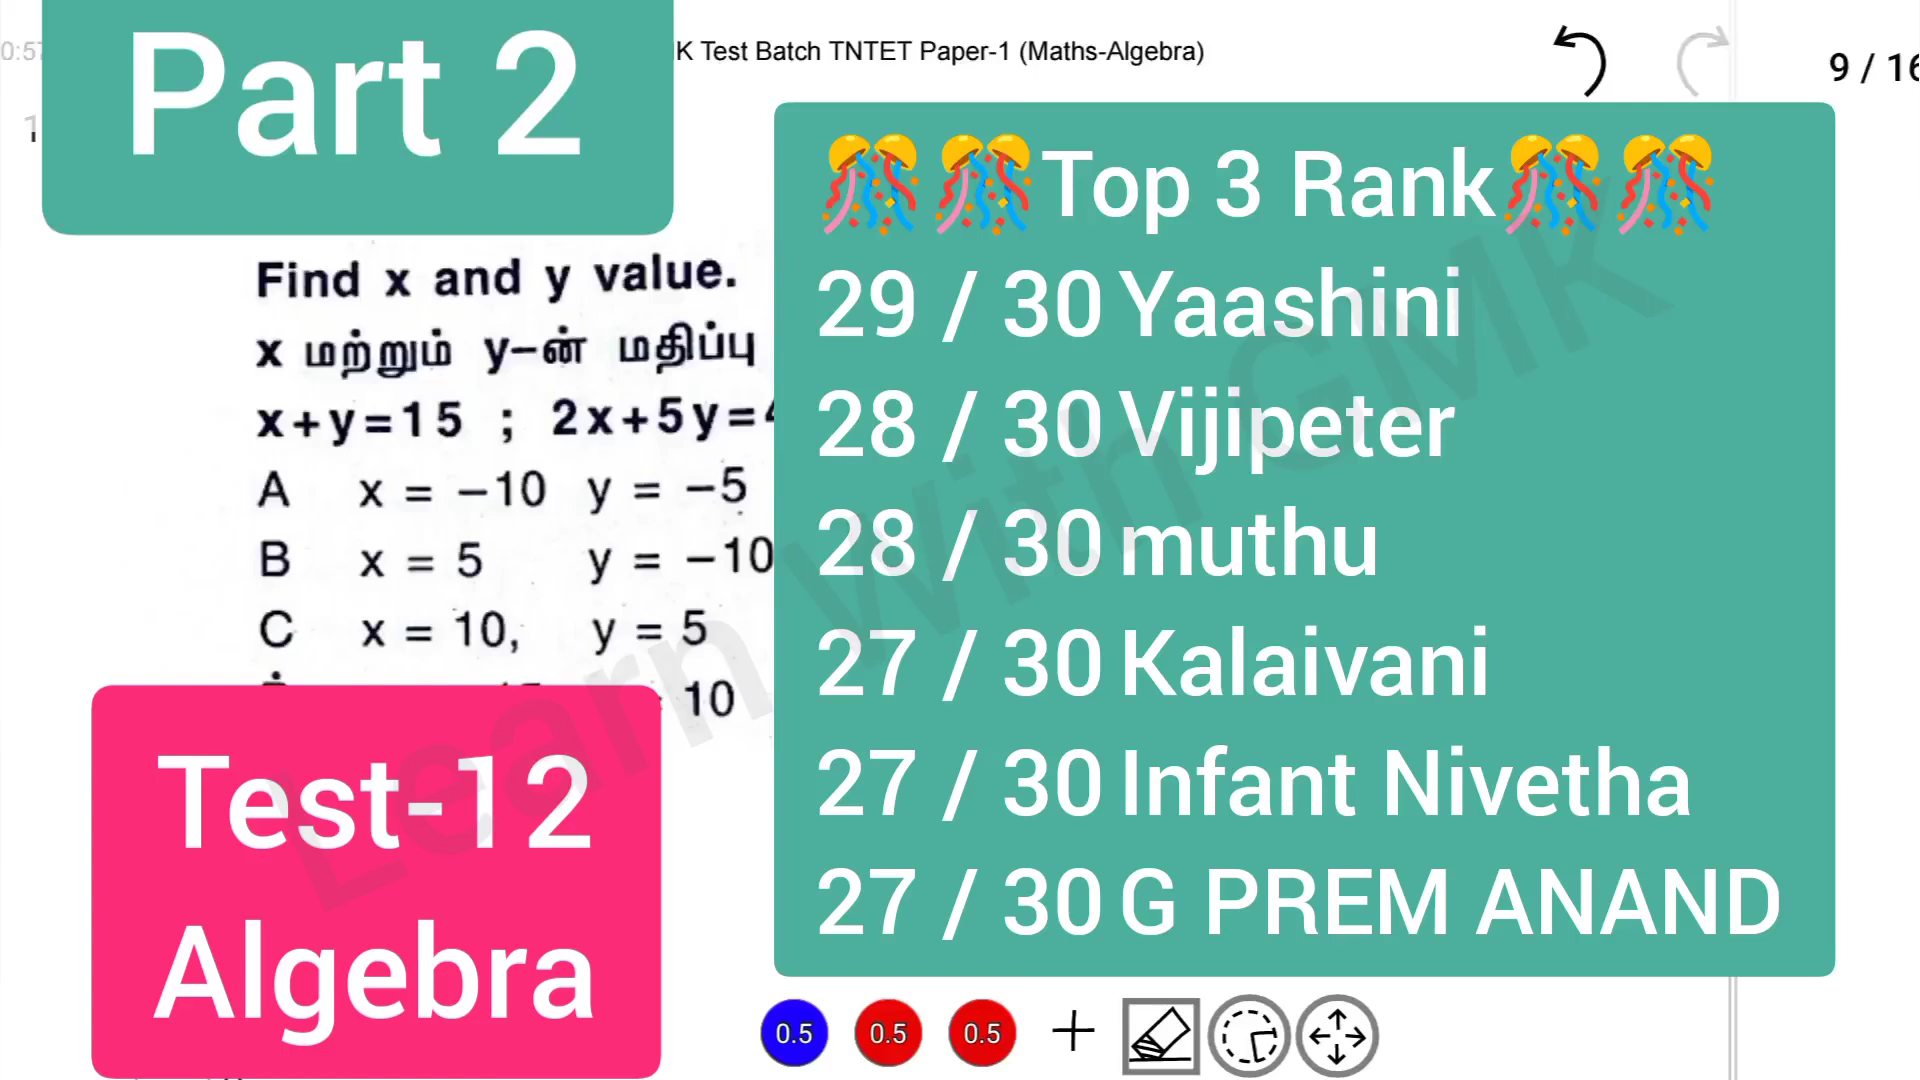 Part 2
K Test Batch TNTET Paper-1 (Maths-Algebra)
9 / 16
Find x and y value.
x மற்றும் y–ன் மதிப்பு
x+y=15 ; 2x+5y=
A x = –10 y = –5
B x = 5 y = –10
C x = 10, y = 5
10
Test-12
Algebra
🎊🎊Top 3 Rank🎊🎊
29 / 30 Yaashini
28 / 30 Vijipeter
28 / 30 muthu
27 / 30 Kalaivani
27 / 30 Infant Nivetha
27 / 30 G PREM ANAND
Learn With GMK
0.5 0.5 0.5